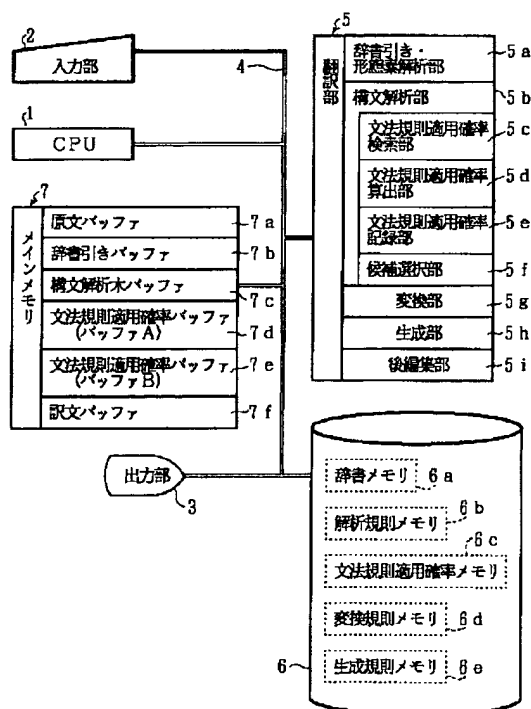 2
入力部
4
1
CPU
7
メインメモリ
原文バッファ
7a
辞書引きバッファ
7b
構文解析木バッファ
7c
文法規則適用確率バッファ
(バッファA)
7d
文法規則適用確率バッファ
(バッファB)
7e
訳文バッファ
7f
出力部
3
5
翻訳部
辞書引き・
形態素解析部
5a
構文解析部
5b
文法規則適用確率
検索部
5c
文法規則適用確率
算出部
5d
文法規則適用確率
記録部
5e
候補選択部
5f
変換部
5g
生成部
5h
後編集部
5i
辞書メモリ
6a
解析規則メモリ
6b
6c
文法規則適用確率メモリ
変換規則メモリ
6d
生成規則メモリ
6e
6